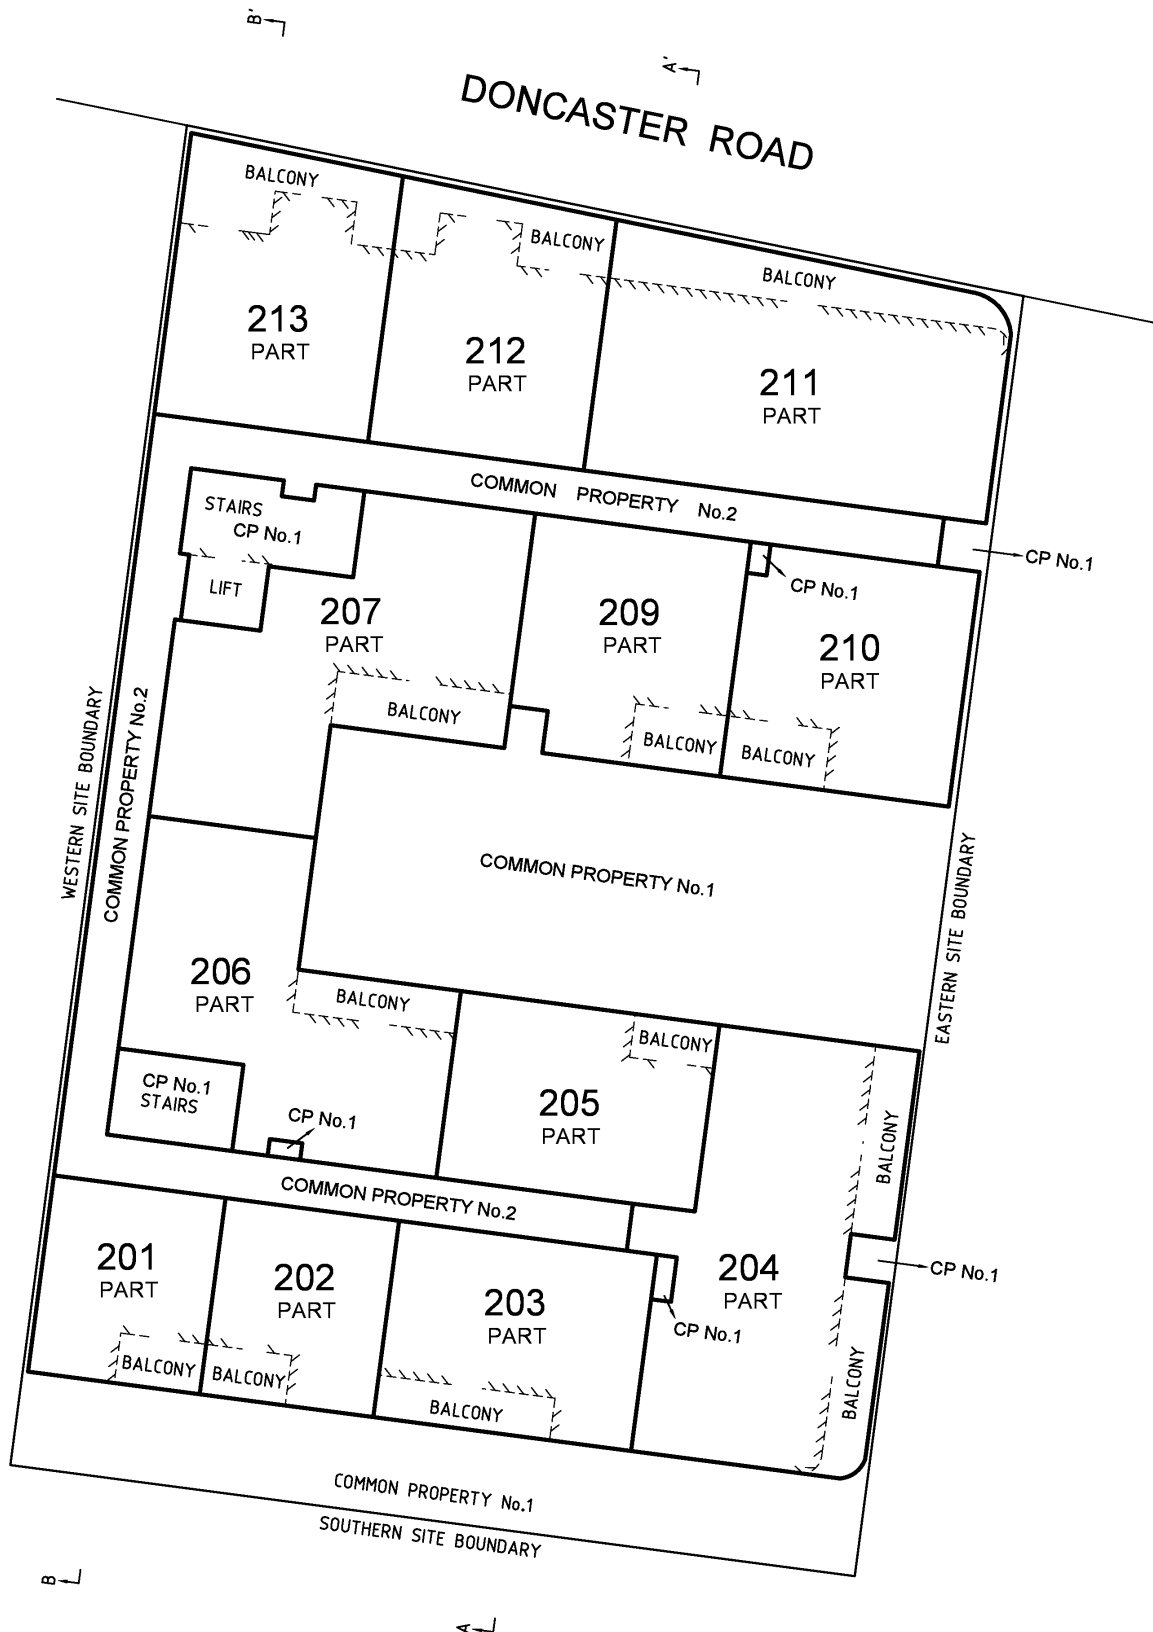 B'
A'
DONCASTER ROAD
BALCONY
BALCONY
BALCONY
213
PART
212
PART
211
PART
COMMON PROPERTY No.2
STAIRS
CP No.1
CP No.1
LIFT
CP No.1
207
PART
209
PART
210
PART
BALCONY
BALCONY
BALCONY
WESTERN SITE BOUNDARY
COMMON PROPERTY No.2
COMMON PROPERTY No.1
EASTERN SITE BOUNDARY
206
PART
BALCONY
BALCONY
CP No.1
STAIRS
CP No.1
205
PART
BALCONY
COMMON PROPERTY No.2
201
PART
202
PART
203
PART
204
PART
CP No.1
CP No.1
BALCONY
BALCONY
BALCONY
BALCONY
COMMON PROPERTY No.1
SOUTHERN SITE BOUNDARY
B
A